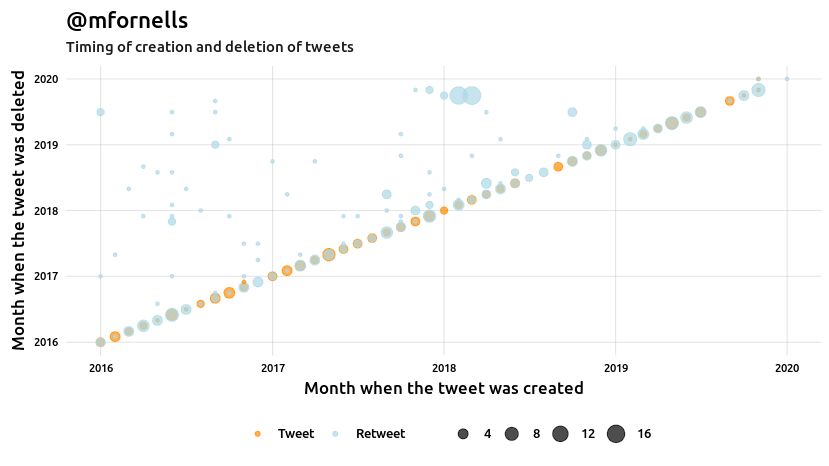 @mfornells
Timing of creation and deletion of tweets
Month when the tweet was deleted
2020
2019
2018
2017
2016
2016 2017 2018 2019 2020
Month when the tweet was created
Tweet Retweet 4 8 12 16